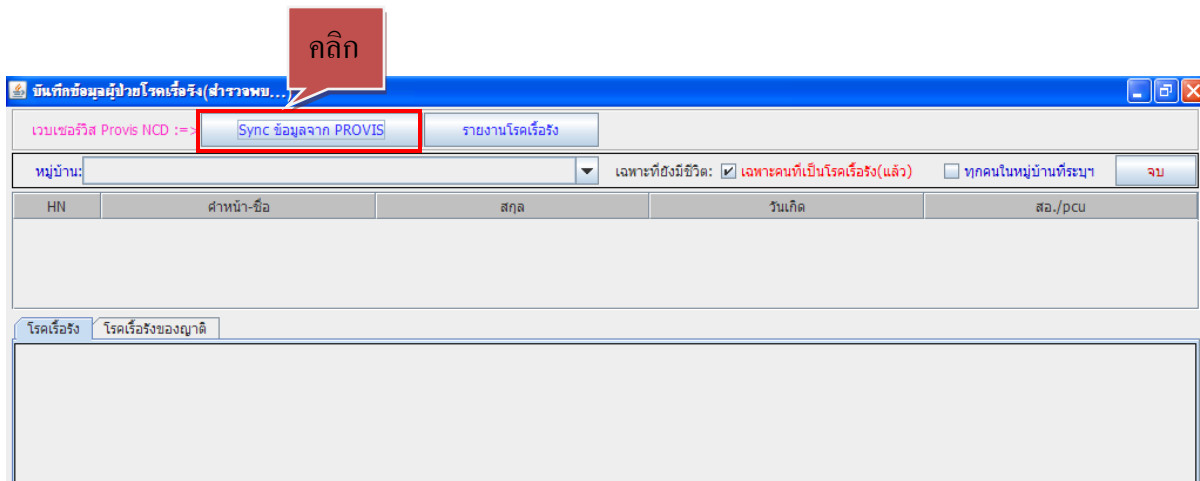 คลิก
บันทึกข้อมูลผู้ป่วยโรคเรื้อรัง(สำรวจพบ...)
เวบเซอร์วิส Provis NCD :=> Sync ข้อมูลจาก PROVIS รายงานโรคเรื้อรัง
หมู่บ้าน: เฉพาะที่ยังมีชีวิต: เฉพาะคนที่เป็นโรคเรื้อรัง(แล้ว) ทุกคนในหมู่บ้านที่ระบุฯ จบ
HN คำหน้า-ชื่อ สกุล วันเกิด สอ./pcu
โรคเรื้อรัง โรคเรื้อรังของญาติ